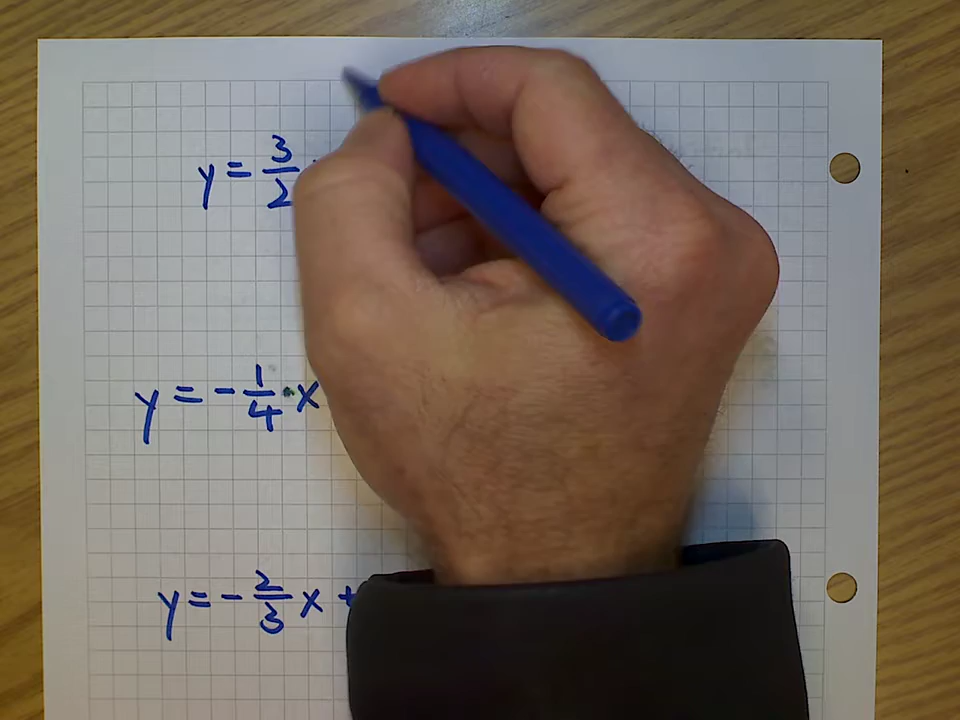 y = 3/2
y = - 1/4 · x
y = - 2/3 x +